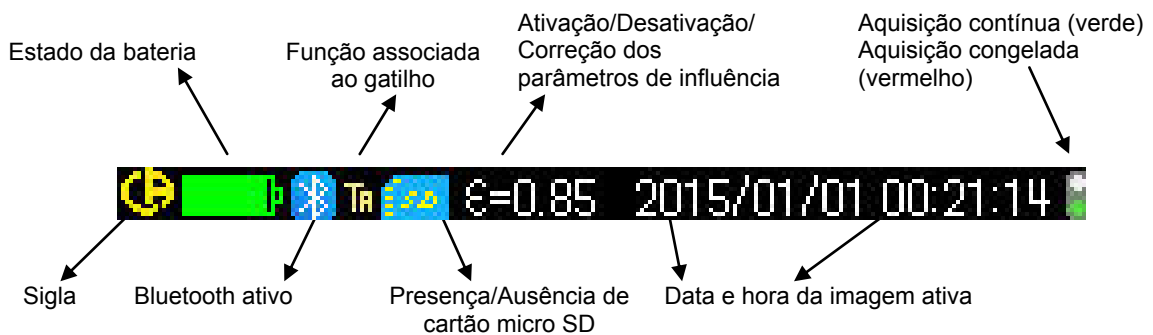 Estado da bateria
Função associada
ao gatilho
Ativação/Desativação/
Correção dos
parâmetros de influência
Aquisição contínua (verde)
Aquisição congelada
(vermelho)
CA TA SD ε=0.85 2015/01/01 00:21:14
Sigla
Bluetooth ativo
Presença/Ausência de
cartão micro SD
Data e hora da imagem ativa